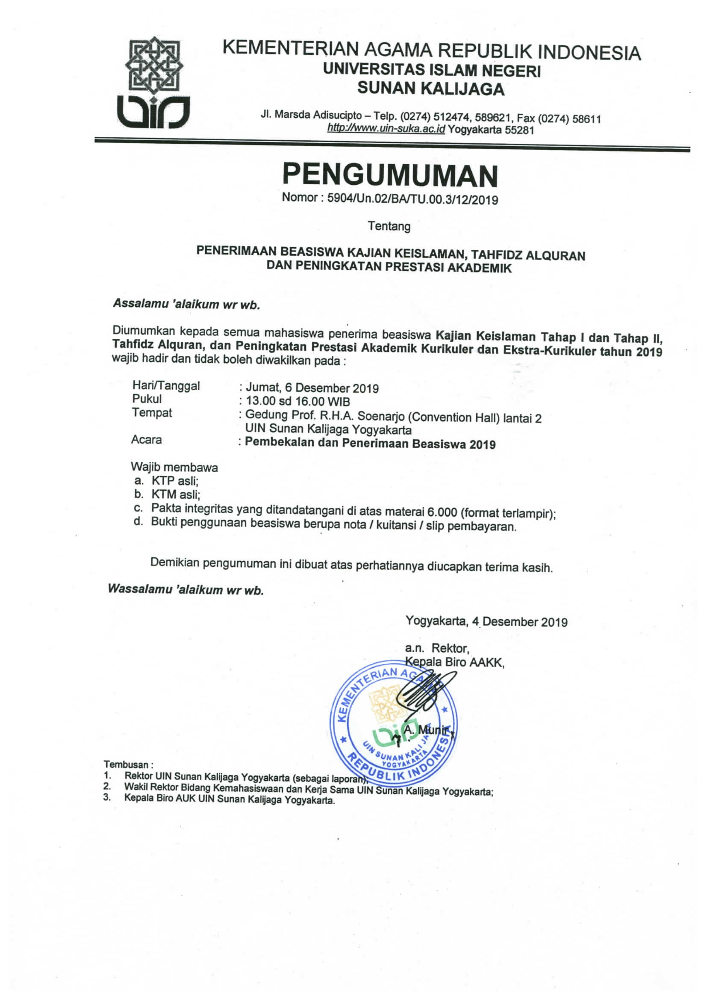 KEMENTERIAN AGAMA REPUBLIK INDONESIA
UNIVERSITAS ISLAM NEGERI
SUNAN KALIJAGA
uin
Jl. Marsda Adisucipto – Telp. (0274) 512474, 589621, Fax (0274) 58611
http://www.uin-suka.ac.id Yogyakarta 55281
PENGUMUMAN
Nomor : 5904/Un.02/BA/TU.00.3/12/2019
Tentang
PENERIMAAN BEASISWA KAJIAN KEISLAMAN, TAHFIDZ ALQURAN
DAN PENINGKATAN PRESTASI AKADEMIK
Assalamu 'alaikum wr wb.
Diumumkan kepada semua mahasiswa penerima beasiswa Kajian Keislaman Tahap I dan Tahap II,
Tahfidz Alquran, dan Peningkatan Prestasi Akademik Kurikuler dan Ekstra-Kurikuler tahun 2019
wajib hadir dan tidak boleh diwakilkan pada :
Hari/Tanggal : Jumat, 6 Desember 2019
Pukul : 13.00 sd 16.00 WIB
Tempat : Gedung Prof. R.H.A. Soenarjo (Convention Hall) lantai 2
UIN Sunan Kalijaga Yogyakarta
Acara : Pembekalan dan Penerimaan Beasiswa 2019
Wajib membawa
a. KTP asli;
b. KTM asli;
c. Pakta integritas yang ditandatangani di atas materai 6.000 (format terlampir);
d. Bukti penggunaan beasiswa berupa nota / kuitansi / slip pembayaran.
Demikian pengumuman ini dibuat atas perhatiannya diucapkan terima kasih.
Wassalamu 'alaikum wr wb.
Yogyakarta, 4 Desember 2019
a.n. Rektor,
Kepala Biro AAKK,
KEMENTERIAN AGAMA
REPUBLIK INDONESIA
uin
UIN SUNAN KALI JAGA
YOGYAKARTA
A. Munir
Tembusan :
1. Rektor UIN Sunan Kalijaga Yogyakarta (sebagai laporan);
2. Wakil Rektor Bidang Kemahasiswaan dan Kerja Sama UIN Sunan Kalijaga Yogyakarta;
3. Kepala Biro AUK UIN Sunan Kalijaga Yogyakarta.